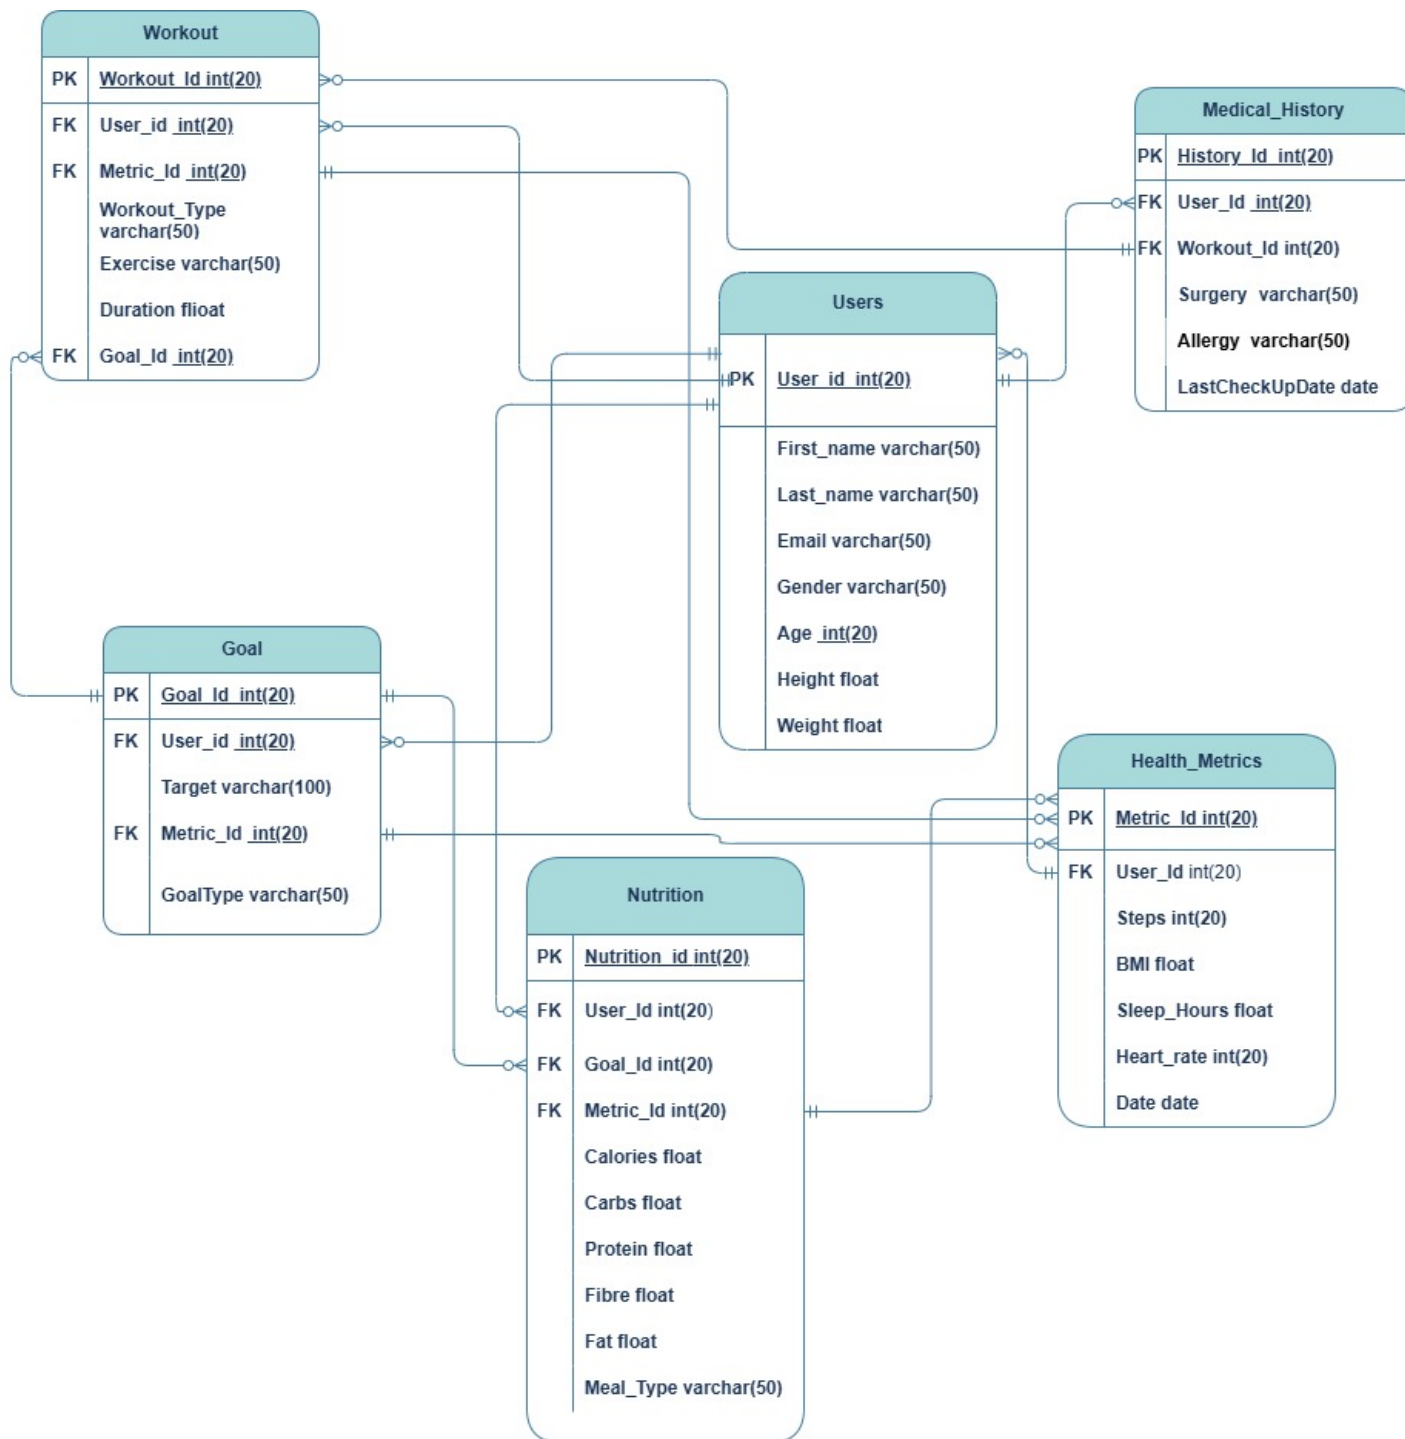 Workout
PK Workout_Id int(20)
FK User_id int(20)
FK Metric_Id int(20)
Workout_Type
varchar(50)
Exercise varchar(50)
Duration flioat
FK Goal_Id int(20)
Medical_History
PK History_Id int(20)
FK User_Id int(20)
FK Workout_Id int(20)
Surgery varchar(50)
Allergy varchar(50)
LastCheckUpDate date
Users
PK User_id int(20)
First_name varchar(50)
Last_name varchar(50)
Email varchar(50)
Gender varchar(50)
Age int(20)
Height float
Weight float
Goal
PK Goal_Id int(20)
FK User_id int(20)
Target varchar(100)
FK Metric_Id int(20)
GoalType varchar(50)
Health_Metrics
PK Metric_Id int(20)
FK User_Id int(20)
Steps int(20)
BMI float
Sleep_Hours float
Heart_rate int(20)
Date date
Nutrition
PK Nutrition_id int(20)
FK User_Id int(20)
FK Goal_Id int(20)
FK Metric_Id int(20)
Calories float
Carbs float
Protein float
Fibre float
Fat float
Meal_Type varchar(50)